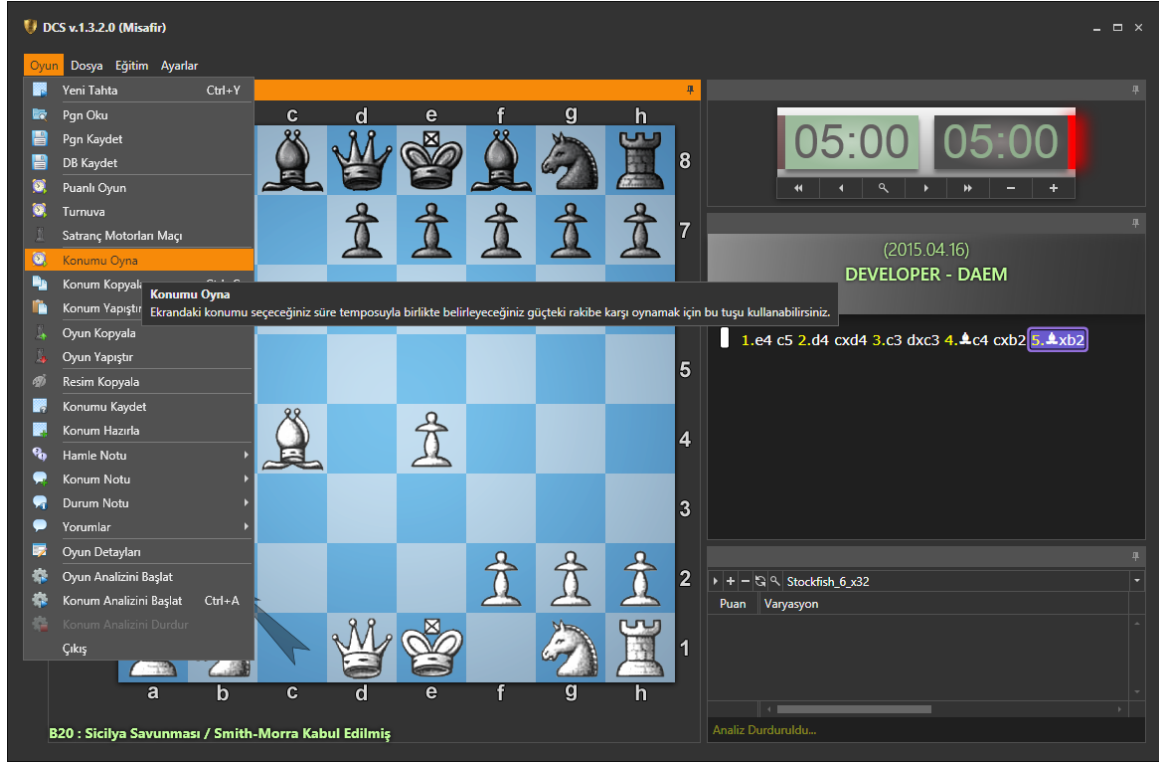 DCS v.1.3.2.0 (Misafir)
Oyun Dosya Eğitim Ayarlar
Yeni Tahta Ctrl+Y
Pgn Oku
Pgn Kaydet
DB Kaydet
Puanlı Oyun
Turnuva
Satranç Motorları Maçı
Konumu Oyna
Konum Kopyala
Konum Yapıştır
Oyun Kopyala
Oyun Yapıştır
Resim Kopyala
Konumu Kaydet
Konum Hazırla
Hamle Notu
Konum Notu
Durum Notu
Yorumlar
Oyun Detayları
Oyun Analizini Başlat
Konum Analizini Başlat Ctrl+A
Konum Analizini Durdur
Çıkış
Konumu Oyna
Ekrandaki konumu seçeceğiniz süre temposuyla birlikte belirleyeceğiniz güçteki rakibe karşı oynamak için bu tuşu kullanabilirsiniz.
c d e f g h
8
7
5
4
3
2
1
a b c d e f g h
B20 : Sicilya Savunması / Smith-Morra Kabul Edilmiş
05:00 05:00
(2015.04.16)
DEVELOPER - DAEM
1.e4 c5 2.d4 cxd4 3.c3 dxc3 4.♝c4 cxb2 5.♝xb2
Stockfish_6_x32
Puan Varyasyon
Analiz Durduruldu...